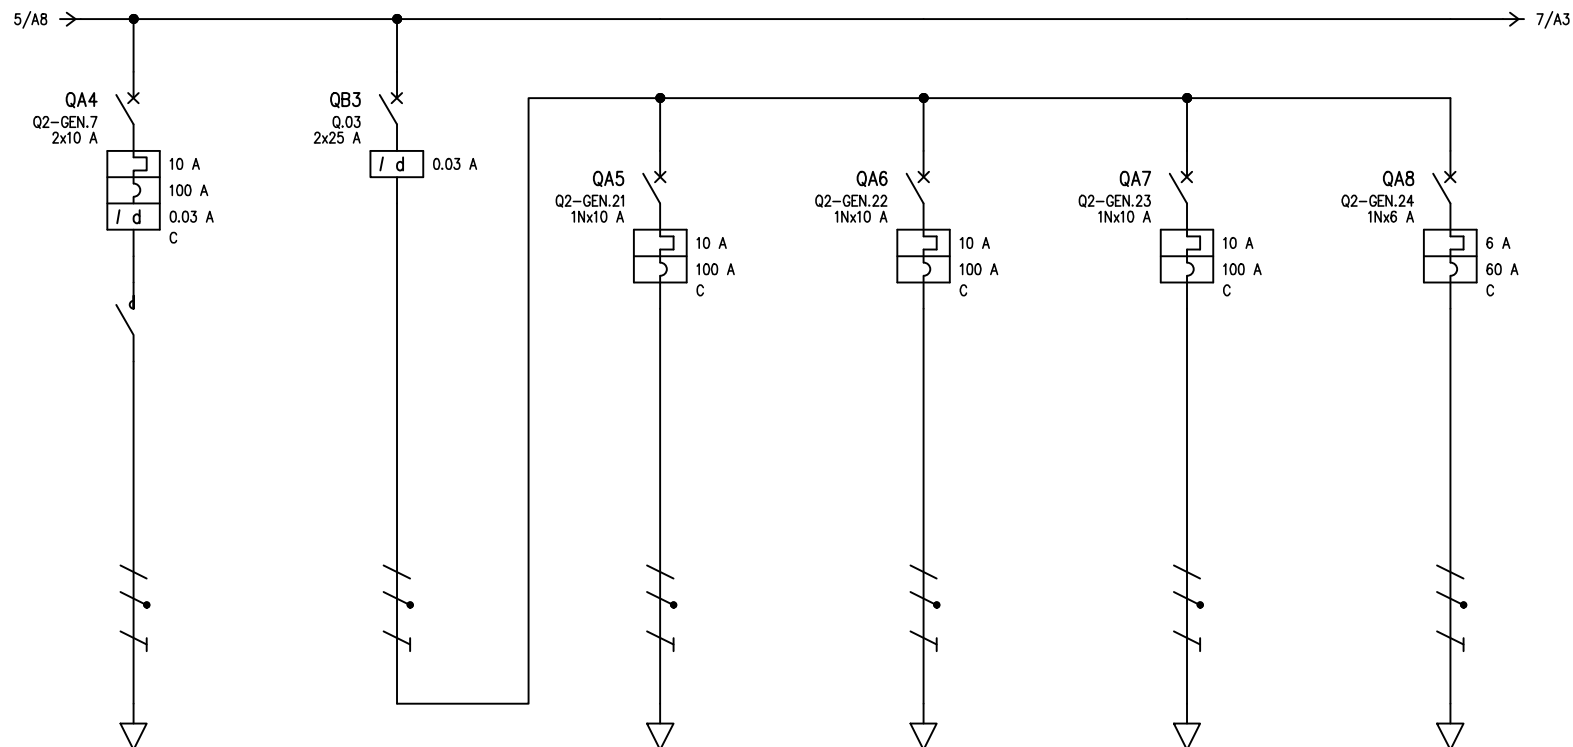 5/A8
7/A3
QA4
Q2-GEN.7
2x10 A
10 A
100 A
I d
0.03 A
C
QB3
Q.03
2x25 A
I d
0.03 A
QA5
Q2-GEN.21
1Nx10 A
10 A
100 A
C
QA6
Q2-GEN.22
1Nx10 A
10 A
100 A
C
QA7
Q2-GEN.23
1Nx10 A
10 A
100 A
C
QA8
Q2-GEN.24
1Nx6 A
6 A
60 A
C